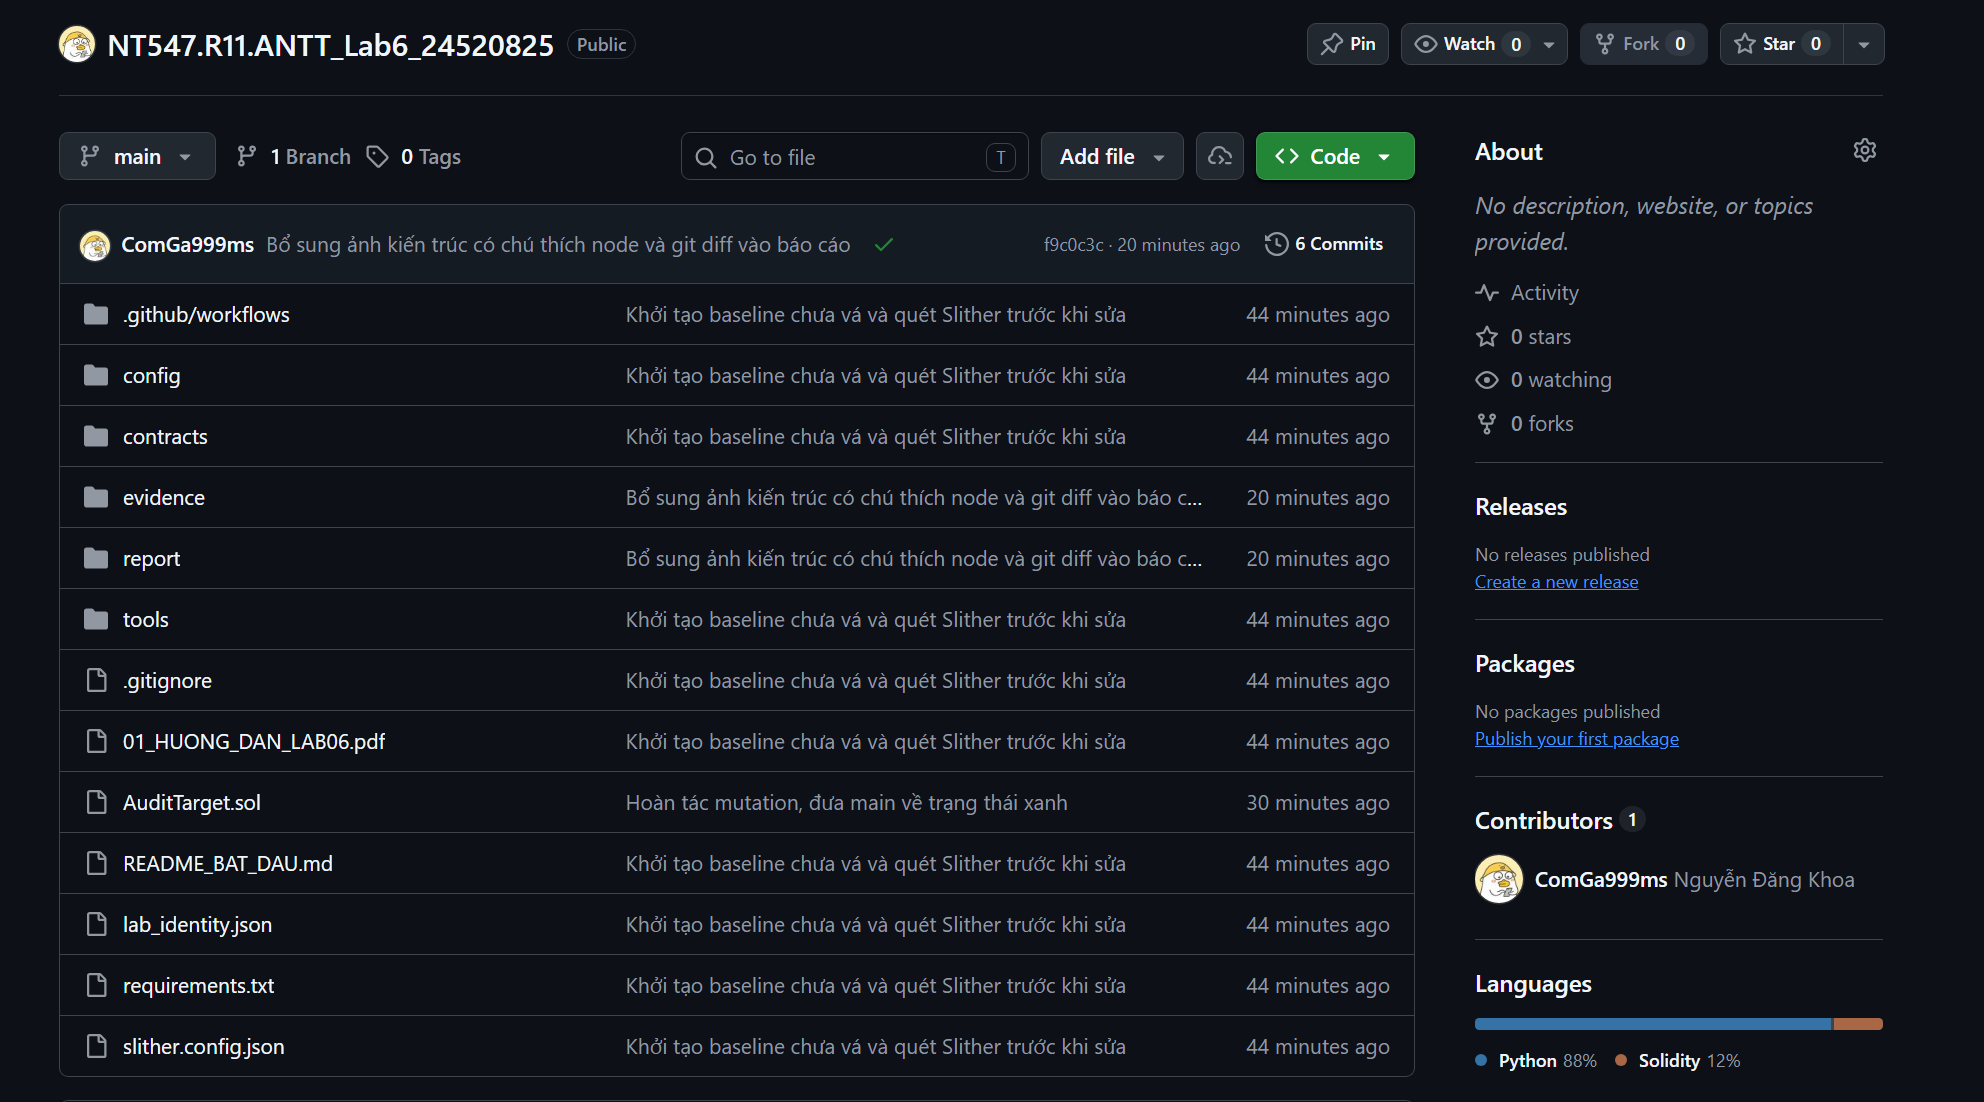 NT547.R11.ANTT_Lab6_24520825 Public
Pin
Watch 0
Fork 0
Star 0
main
1 Branch
0 Tags
Go to file T
Add file
Code
ComGa999ms Bổ sung ảnh kiến trúc có chú thích node và git diff vào báo cáo
f9c0c3c · 20 minutes ago
6 Commits
.github/workflows Khởi tạo baseline chưa vá và quét Slither trước khi sửa 44 minutes ago
config Khởi tạo baseline chưa vá và quét Slither trước khi sửa 44 minutes ago
contracts Khởi tạo baseline chưa vá và quét Slither trước khi sửa 44 minutes ago
evidence Bổ sung ảnh kiến trúc có chú thích node và git diff vào báo c... 20 minutes ago
report Bổ sung ảnh kiến trúc có chú thích node và git diff vào báo c... 20 minutes ago
tools Khởi tạo baseline chưa vá và quét Slither trước khi sửa 44 minutes ago
.gitignore Khởi tạo baseline chưa vá và quét Slither trước khi sửa 44 minutes ago
01_HUONG_DAN_LAB06.pdf Khởi tạo baseline chưa vá và quét Slither trước khi sửa 44 minutes ago
AuditTarget.sol Hoàn tác mutation, đưa main về trạng thái xanh 30 minutes ago
README_BAT_DAU.md Khởi tạo baseline chưa vá và quét Slither trước khi sửa 44 minutes ago
lab_identity.json Khởi tạo baseline chưa vá và quét Slither trước khi sửa 44 minutes ago
requirements.txt Khởi tạo baseline chưa vá và quét Slither trước khi sửa 44 minutes ago
slither.config.json Khởi tạo baseline chưa vá và quét Slither trước khi sửa 44 minutes ago
About
No description, website, or topics
provided.
Activity
0 stars
0 watching
0 forks
Releases
No releases published
Create a new release
Packages
No packages published
Publish your first package
Contributors 1
ComGa999ms Nguyễn Đăng Khoa
Languages
Python 88% Solidity 12%